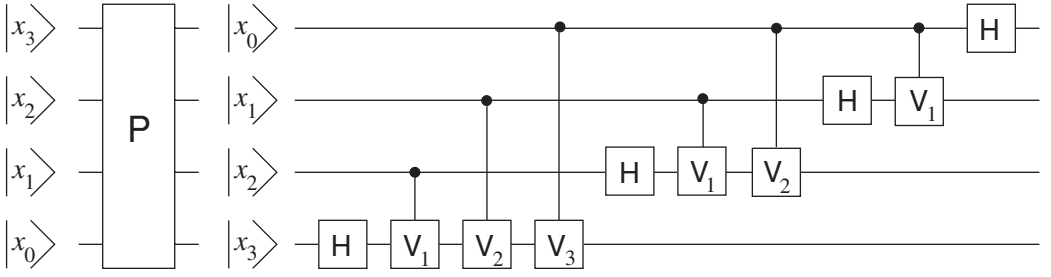 |x₃⟩ |x₀⟩ H
|x₂⟩ P |x₁⟩ H V₁
|x₁⟩ |x₂⟩ H V₁ V₂
|x₀⟩ |x₃⟩ H V₁ V₂ V₃